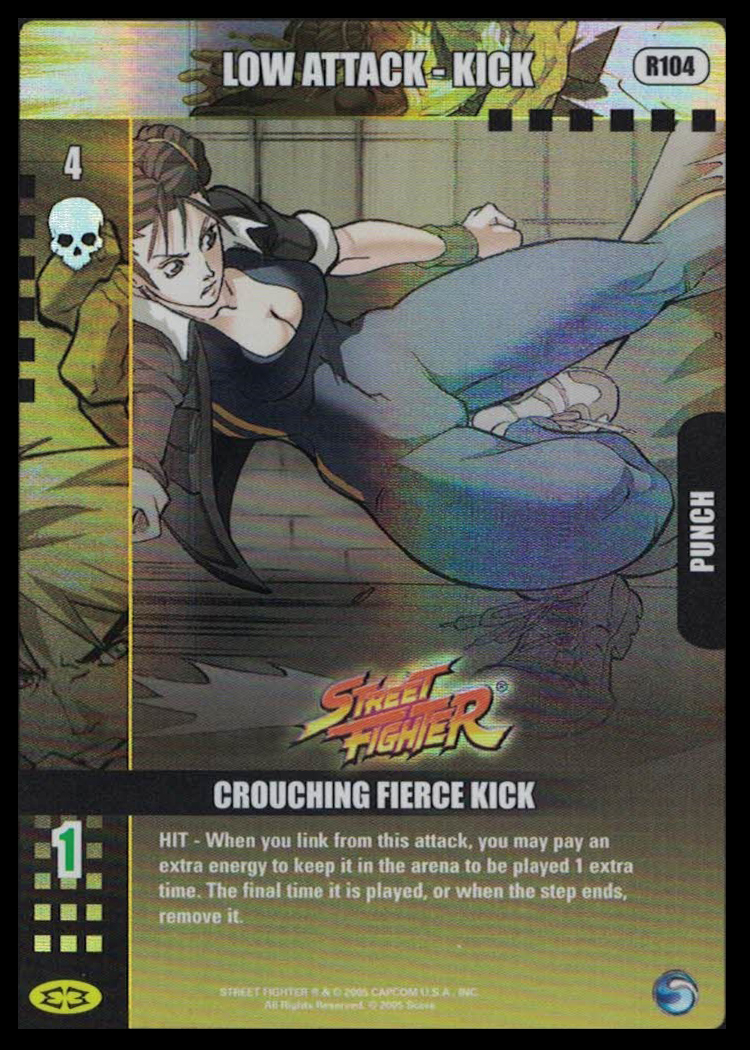 LOW ATTACK - KICK
R104
4
PUNCH
STREET
FIGHTER®
CROUCHING FIERCE KICK
1
HIT - When you link from this attack, you may pay an
extra energy to keep it in the arena to be played 1 extra
time. The final time it is played, or when the step ends,
remove it.
STREET FIGHTER ® & © 2005 CAPCOM U.S.A., INC.
All Rights Reserved. © 2005 Score